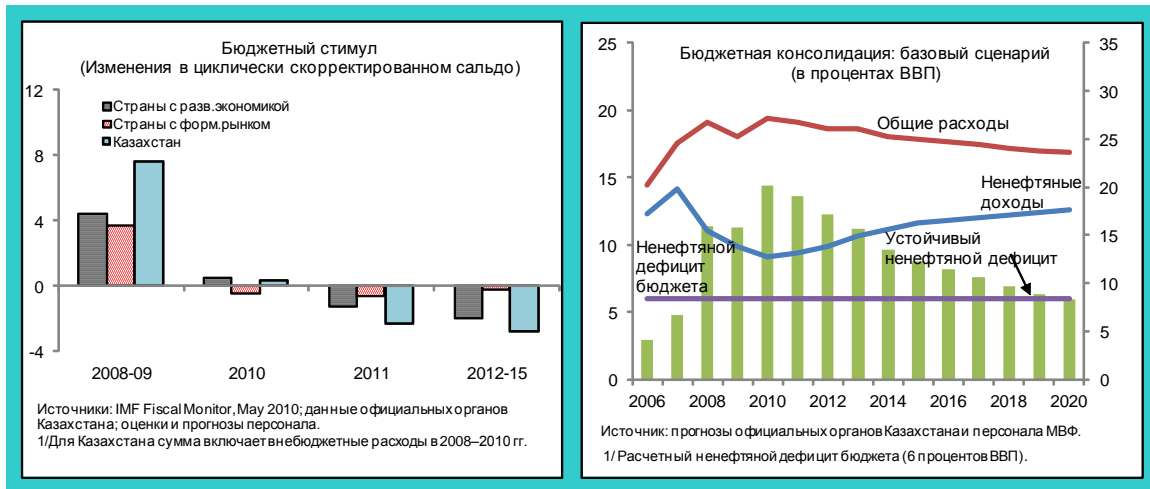 Бюджетный стимул
(Изменения в циклически скорректированном сальдо)
12
8
4
0
-4
Страны с разв.экономикой
Страны с форм.рынком
Казахстан
2008-09
2010
2011
2012-15
Источники: IMF Fiscal Monitor, May 2010; данные официальных органов
Казахстана; оценки и прогнозы персонала.
1/Для Казахстана сумма включает внебюджетные расходы в 2008–2010 гг.
Бюджетная консолидация: базовый сценарий
(в процентах ВВП)
25
20
15
10
5
0
35
30
25
20
15
10
5
0
Общие расходы
Ненефтяные
доходы
Ненефтяной
дефицит
бюджета
Устойчивый
ненефтяной дефицит
2006
2008
2010
2012
2014
2016
2018
2020
Источник: прогнозы официальных органов Казахстана и персонала МВФ.
1/ Расчетный ненефтяной дефицит бюджета (6 процентов ВВП).